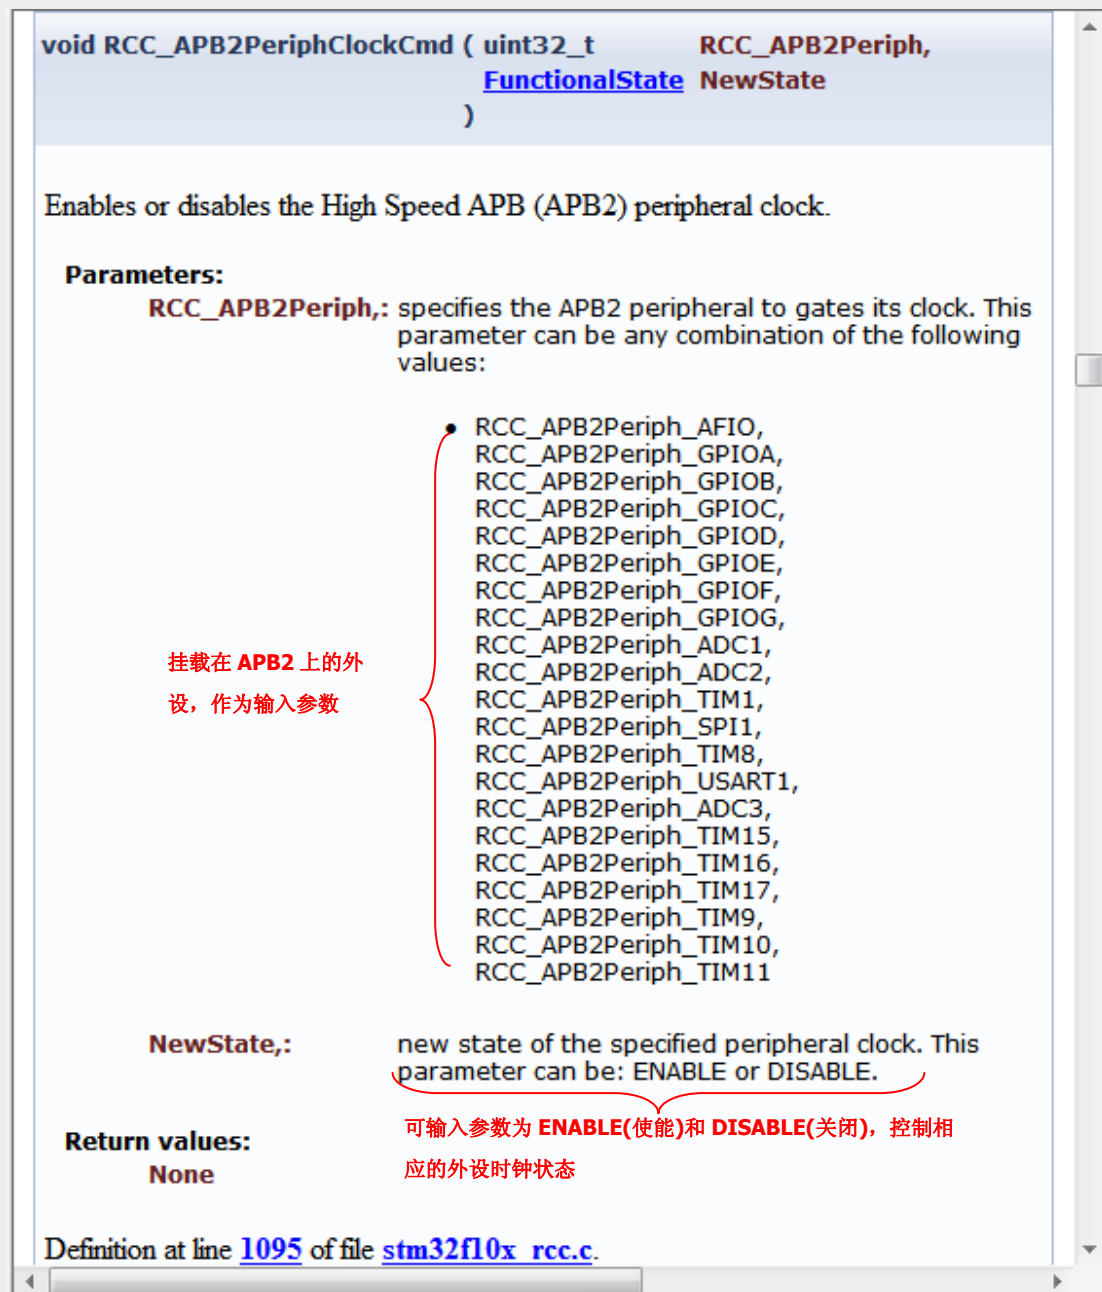 void RCC_APB2PeriphClockCmd ( uint32_t RCC_APB2Periph,
FunctionalState NewState
)
Enables or disables the High Speed APB (APB2) peripheral clock.
Parameters:
RCC_APB2Periph,: specifies the APB2 peripheral to gates its clock. This
parameter can be any combination of the following
values:
• RCC_APB2Periph_AFIO,
RCC_APB2Periph_GPIOA,
RCC_APB2Periph_GPIOB,
RCC_APB2Periph_GPIOC,
RCC_APB2Periph_GPIOD,
RCC_APB2Periph_GPIOE,
RCC_APB2Periph_GPIOF,
RCC_APB2Periph_GPIOG,
RCC_APB2Periph_ADC1,
RCC_APB2Periph_ADC2,
RCC_APB2Periph_TIM1,
RCC_APB2Periph_SPI1,
RCC_APB2Periph_TIM8,
RCC_APB2Periph_USART1,
RCC_APB2Periph_ADC3,
RCC_APB2Periph_TIM15,
RCC_APB2Periph_TIM16,
RCC_APB2Periph_TIM17,
RCC_APB2Periph_TIM9,
RCC_APB2Periph_TIM10,
RCC_APB2Periph_TIM11
挂载在 APB2 上的外
设，作为输入参数
NewState,: new state of the specified peripheral clock. This
parameter can be: ENABLE or DISABLE.
可输入参数为 ENABLE(使能)和 DISABLE(关闭)，控制相
应的外设时钟状态
Return values:
None
Definition at line 1095 of file stm32f10x_rcc.c.